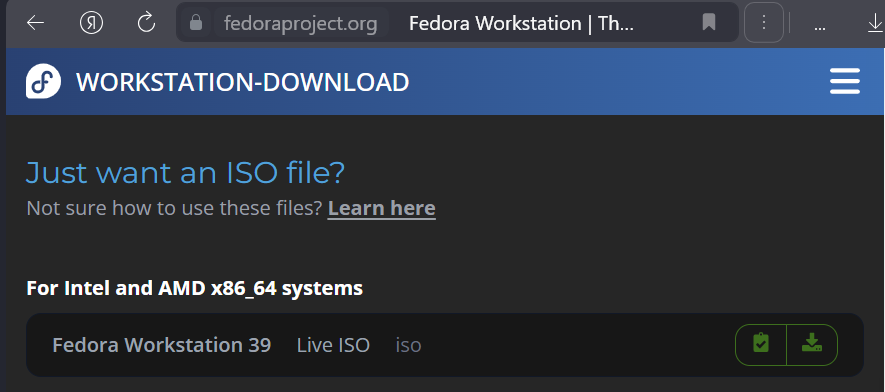 Я fedoraproject.org Fedora Workstation | Th... ...
WORKSTATION-DOWNLOAD
Just want an ISO file?
Not sure how to use these files? Learn here
For Intel and AMD x86_64 systems
Fedora Workstation 39 Live ISO iso